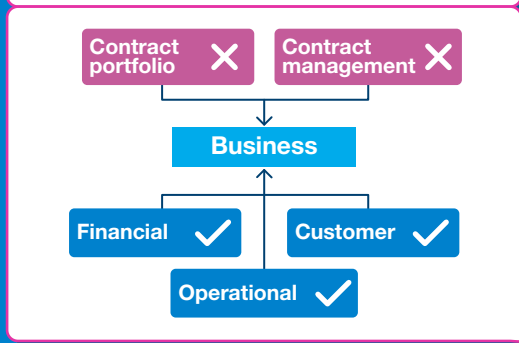 Contract
portfolio
Contract
management
Business
Financial
Customer
Operational